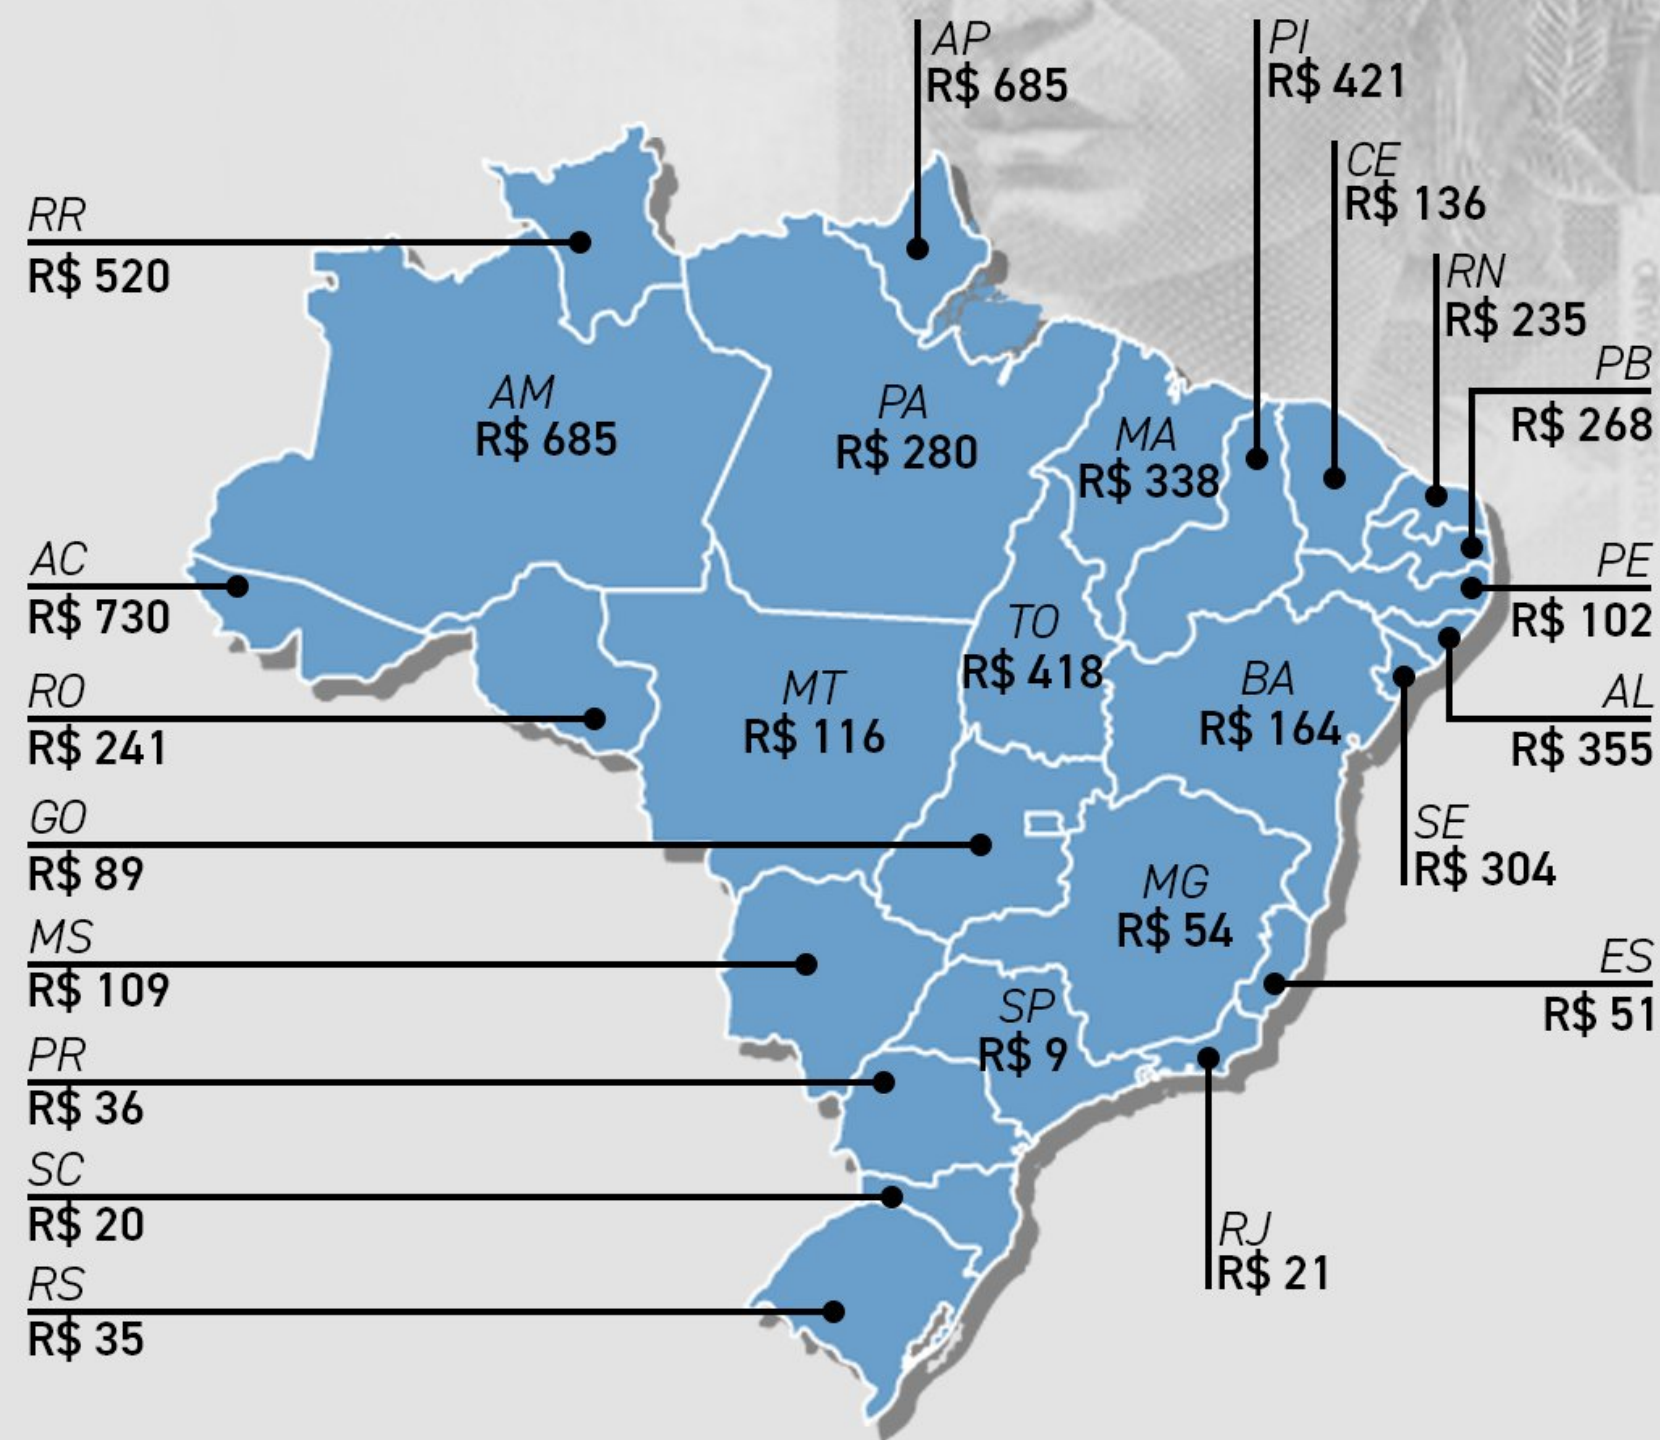 AP
R$ 685
PI
R$ 421
CE
R$ 136
RR
R$ 520
RN
R$ 235
PB
R$ 268
AM
R$ 685
PA
R$ 280
MA
R$ 338
AC
R$ 730
PE
R$ 102
TO
R$ 418
RO
R$ 241
MT
R$ 116
BA
R$ 164
AL
R$ 355
GO
R$ 89
SE
R$ 304
MG
R$ 54
MS
R$ 109
ES
R$ 51
SP
R$ 9
PR
R$ 36
SC
R$ 20
RJ
R$ 21
RS
R$ 35